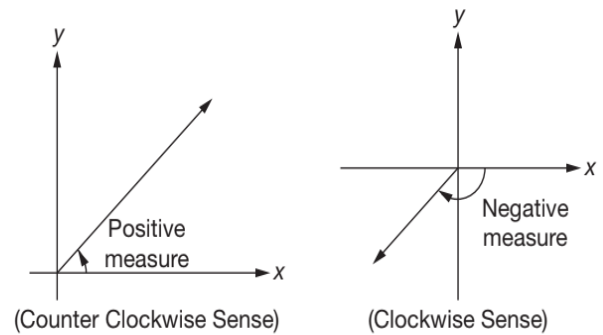 y
Positive
measure
x
(Counter Clockwise Sense)
y
x
Negative
measure
(Clockwise Sense)